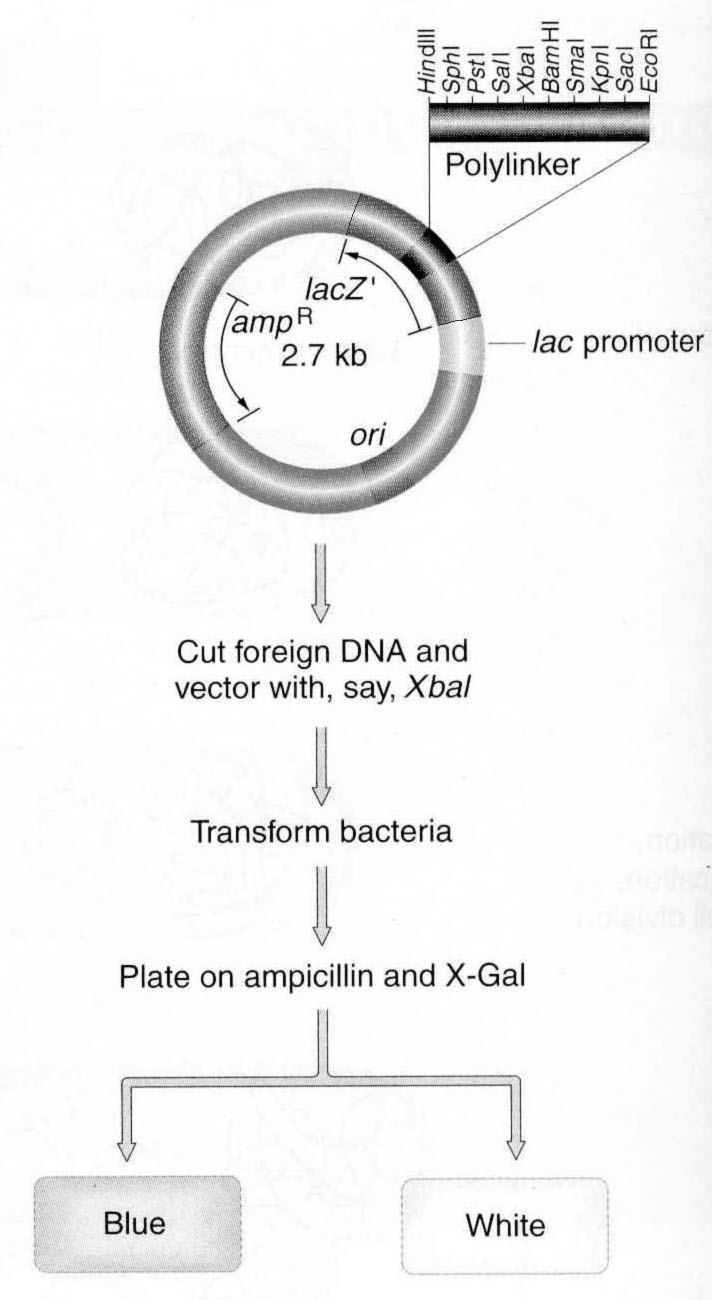 HindIII
SphI
PstI
SalI
XbaI
BamHI
SmaI
KpnI
SacI
EcoRI
Polylinker
lacZ'
ampR
2.7 kb
lac promoter
ori
Cut foreign DNA and
vector with, say, XbaI
Transform bacteria
Plate on ampicillin and X-Gal
Blue
White